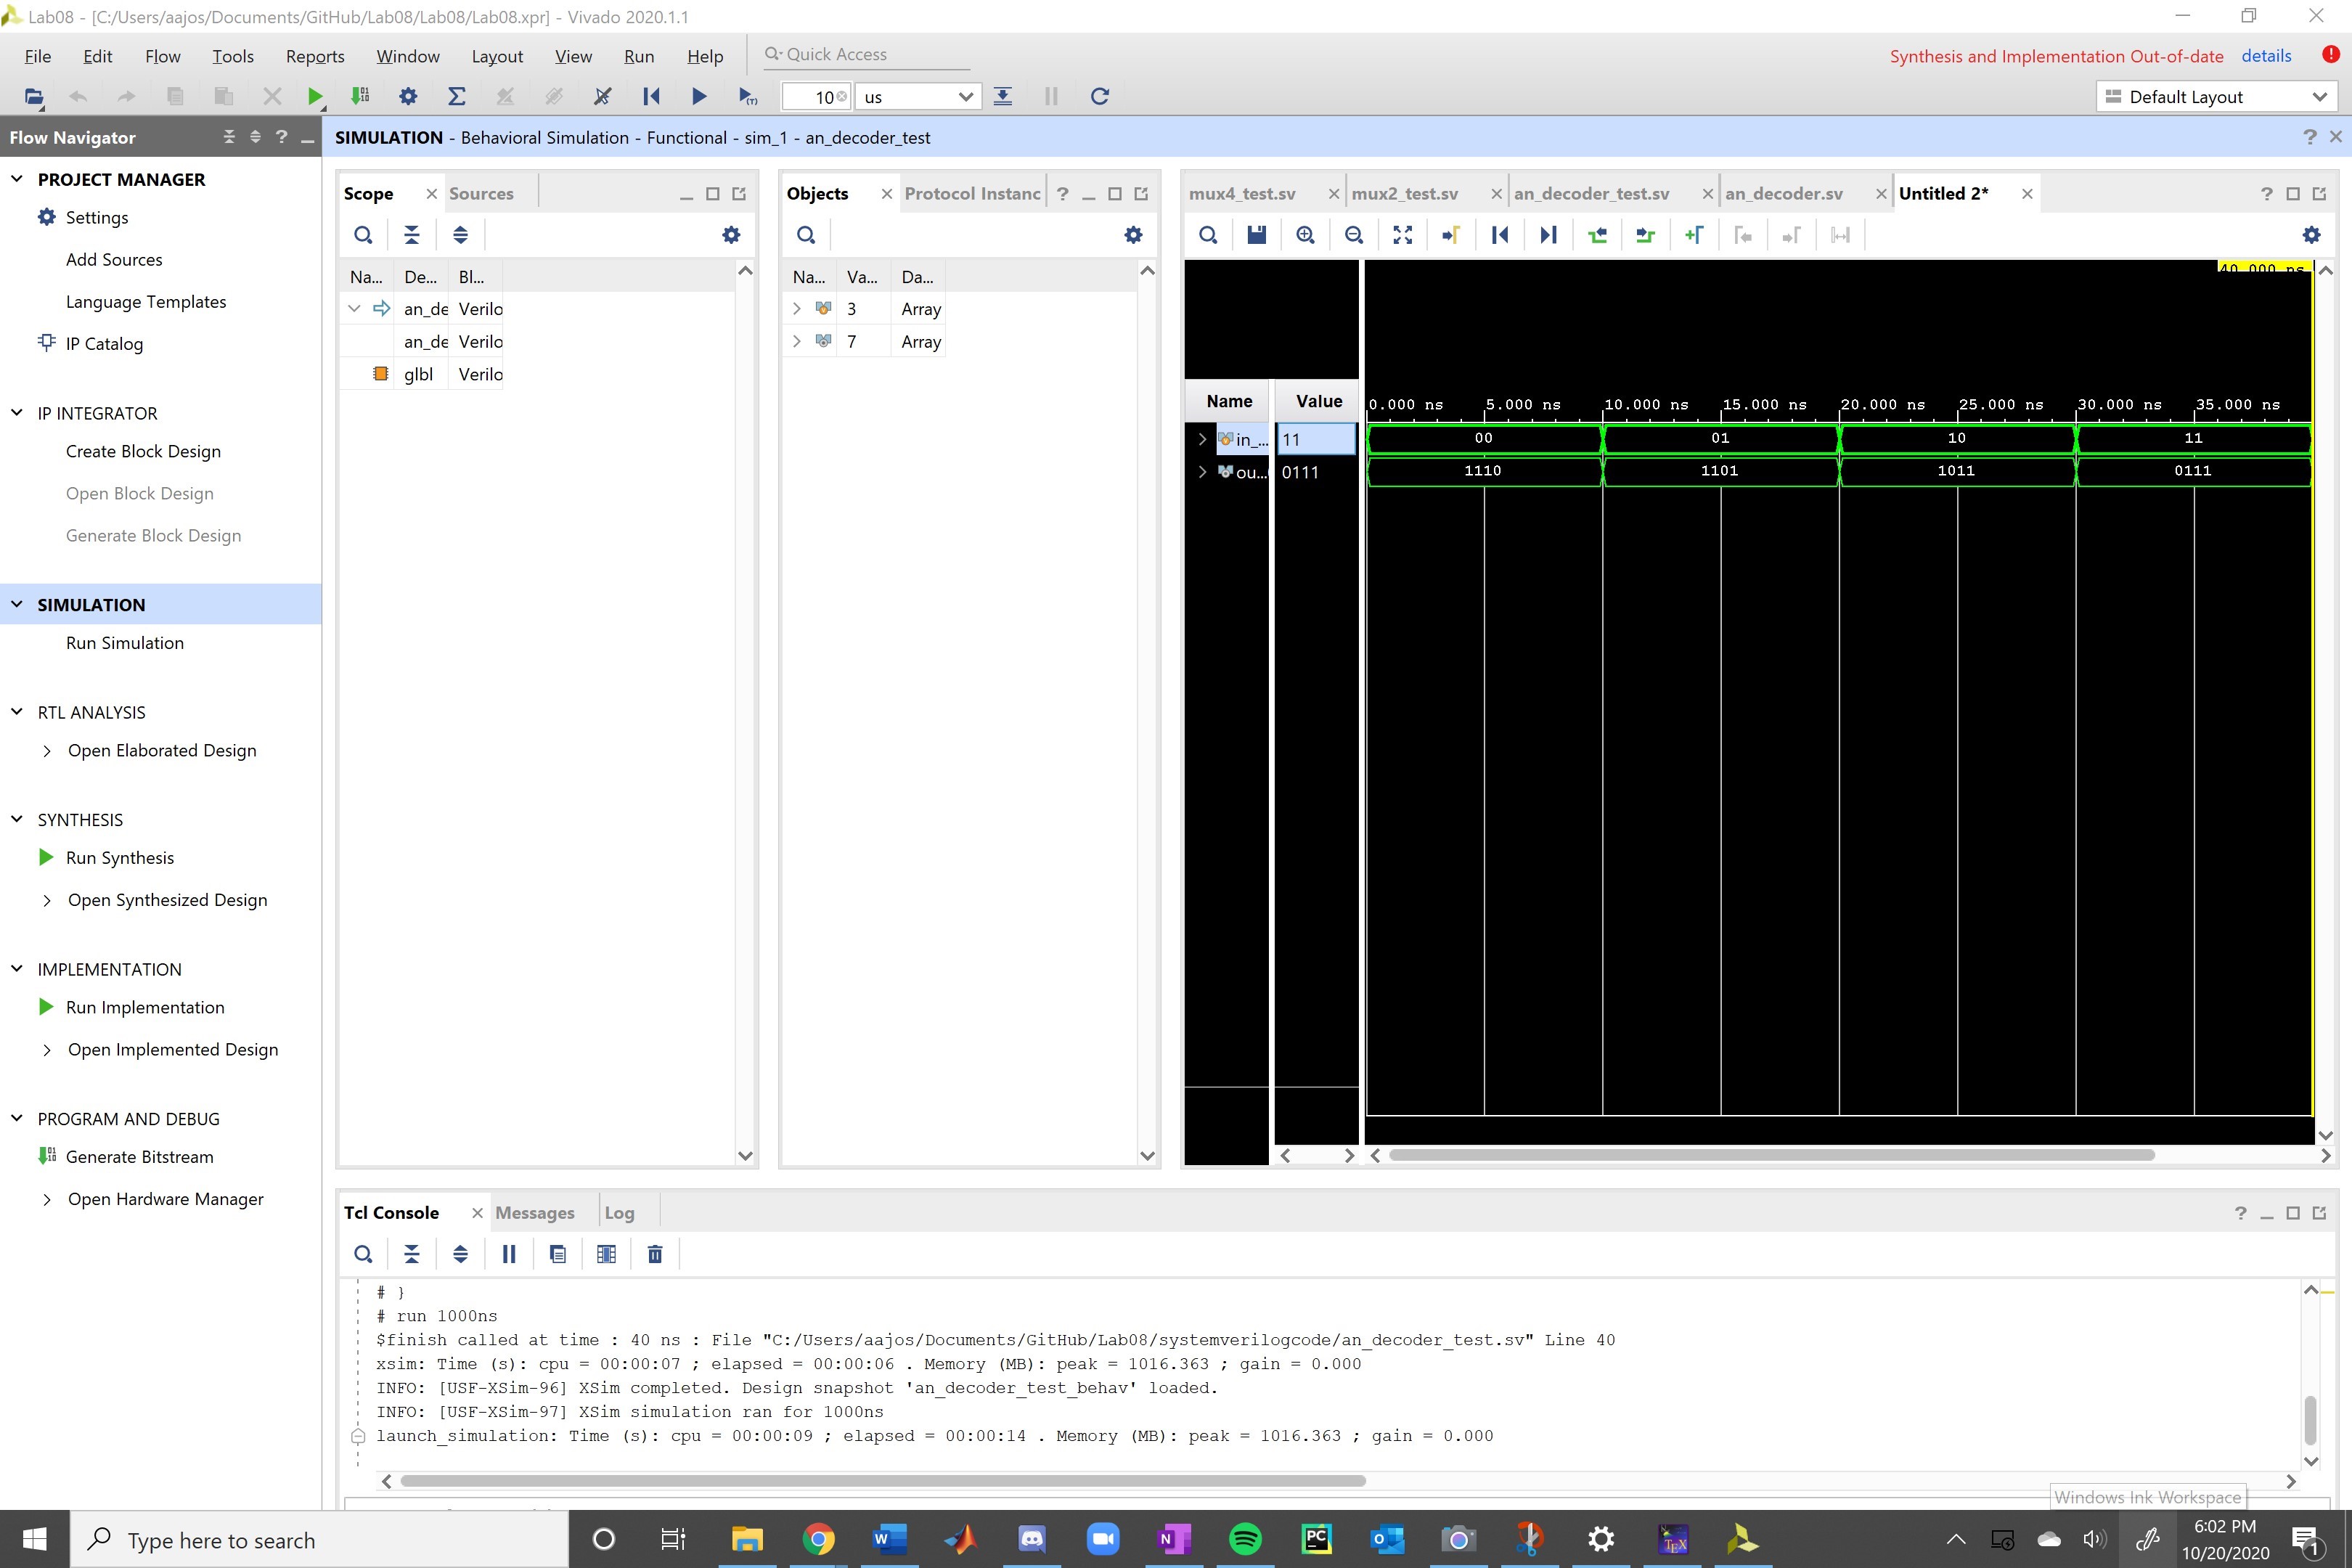 Lab08 - [C:/Users/aajos/Documents/GitHub/Lab08/Lab08/Lab08.xpr] - Vivado 2020.1.1
File Edit Flow Tools Reports Window Layout View Run Help Quick Access
Synthesis and Implementation Out-of-date details
10 us
Default Layout
Flow Navigator
SIMULATION - Behavioral Simulation - Functional - sim_1 - an_decoder_test
PROJECT MANAGER
Settings
Add Sources
Language Templates
IP Catalog
IP INTEGRATOR
Create Block Design
Open Block Design
Generate Block Design
SIMULATION
Run Simulation
RTL ANALYSIS
Open Elaborated Design
SYNTHESIS
Run Synthesis
Open Synthesized Design
IMPLEMENTATION
Run Implementation
Open Implemented Design
PROGRAM AND DEBUG
Generate Bitstream
Open Hardware Manager
Scope Sources
Na... De... Bl...
an_de Verilo
an_de Verilo
glbl Verilo
Objects Protocol Instanc
Na... Va... Da...
3 Array
7 Array
mux4_test.sv mux2_test.sv an_decoder_test.sv an_decoder.sv Untitled 2*
40.000 ns
Name Value
0.000 ns 5.000 ns 10.000 ns 15.000 ns 20.000 ns 25.000 ns 30.000 ns 35.000 ns
in_... 11 00 01 10 11
ou... 0111 1110 1101 1011 0111
Tcl Console Messages Log
# }
# run 1000ns
$finish called at time : 40 ns : File "C:/Users/aajos/Documents/GitHub/Lab08/systemverilogcode/an_decoder_test.sv" Line 40
xsim: Time (s): cpu = 00:00:07 ; elapsed = 00:00:06 . Memory (MB): peak = 1016.363 ; gain = 0.000
INFO: [USF-XSim-96] XSim completed. Design snapshot 'an_decoder_test_behav' loaded.
INFO: [USF-XSim-97] XSim simulation ran for 1000ns
launch_simulation: Time (s): cpu = 00:00:09 ; elapsed = 00:00:14 . Memory (MB): peak = 1016.363 ; gain = 0.000
Windows Ink Workspace
Type here to search
6:02 PM
10/20/2020
1